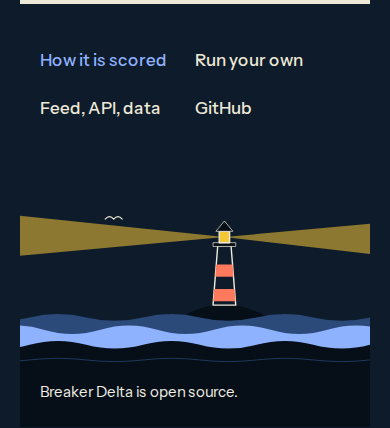 How it is scored Run your own
Feed, API, data GitHub
Breaker Delta is open source.